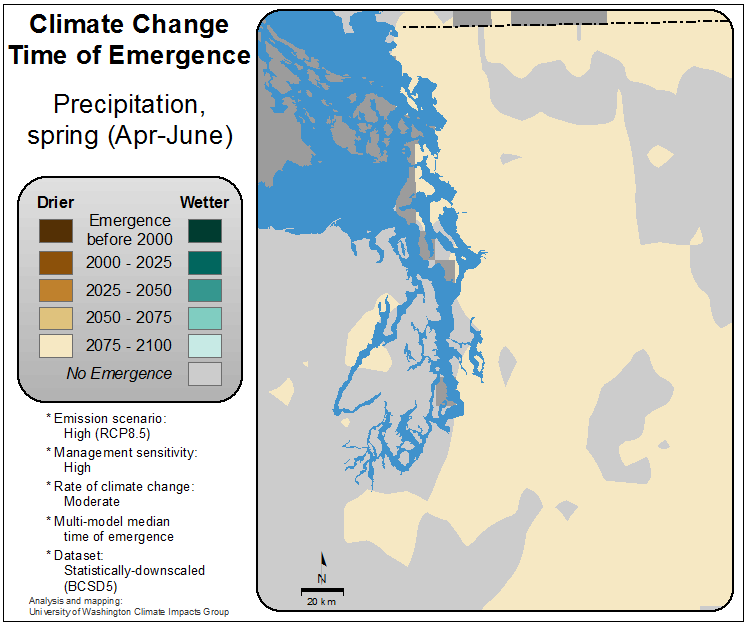 Climate Change
Time of Emergence
Precipitation,
spring (Apr-June)
Drier
Wetter
Emergence
before 2000
2000 - 2025
2025 - 2050
2050 - 2075
2075 - 2100
No Emergence
* Emission scenario:
High (RCP8.5)
* Management sensitivity:
High
* Rate of climate change:
Moderate
* Multi-model median
time of emergence
* Dataset:
Statistically-downscaled
(BCSD5)
Analysis and mapping:
University of Washington Climate Impacts Group
N
20 km